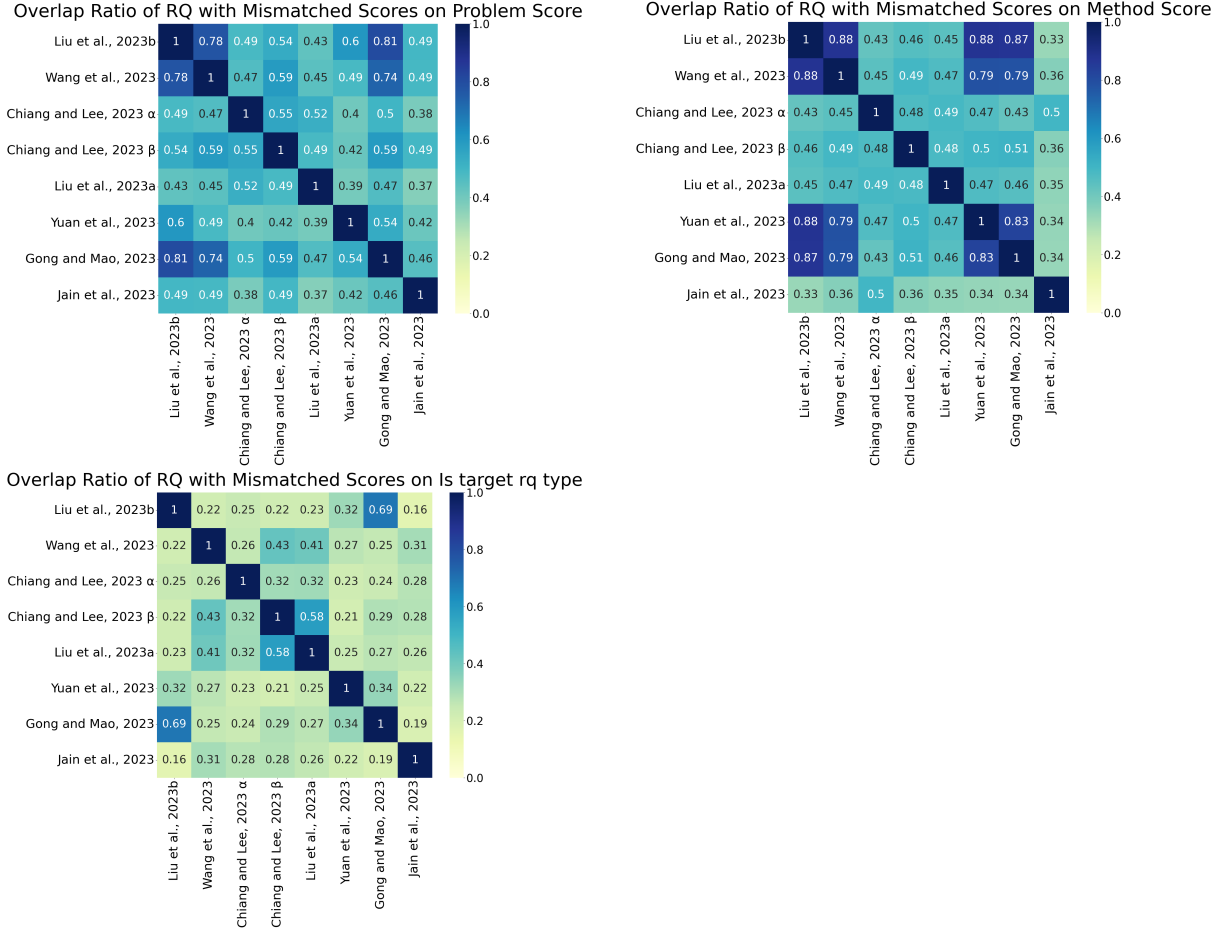 Overlap Ratio of RQ with Mismatched Scores on Problem Score
Liu et al., 2023b 1 0.78 0.49 0.54 0.43 0.6 0.81 0.49
Wang et al., 2023 0.78 1 0.47 0.59 0.45 0.49 0.74 0.49
Chiang and Lee, 2023 α 0.49 0.47 1 0.55 0.52 0.4 0.5 0.38
Chiang and Lee, 2023 β 0.54 0.59 0.55 1 0.49 0.42 0.59 0.49
Liu et al., 2023a 0.43 0.45 0.52 0.49 1 0.39 0.47 0.37
Yuan et al., 2023 0.6 0.49 0.4 0.42 0.39 1 0.54 0.42
Gong and Mao, 2023 0.81 0.74 0.5 0.59 0.47 0.54 1 0.46
Jain et al., 2023 0.49 0.49 0.38 0.49 0.37 0.42 0.46 1
Liu et al., 2023b
Wang et al., 2023
Chiang and Lee, 2023 α
Chiang and Lee, 2023 β
Liu et al., 2023a
Yuan et al., 2023
Gong and Mao, 2023
Jain et al., 2023
1.0
0.8
0.6
0.4
0.2
0.0
Overlap Ratio of RQ with Mismatched Scores on Method Score
Liu et al., 2023b 1 0.88 0.43 0.46 0.45 0.88 0.87 0.33
Wang et al., 2023 0.88 1 0.45 0.49 0.47 0.79 0.79 0.36
Chiang and Lee, 2023 α 0.43 0.45 1 0.48 0.49 0.47 0.43 0.5
Chiang and Lee, 2023 β 0.46 0.49 0.48 1 0.48 0.5 0.51 0.36
Liu et al., 2023a 0.45 0.47 0.49 0.48 1 0.47 0.46 0.35
Yuan et al., 2023 0.88 0.79 0.47 0.5 0.47 1 0.83 0.34
Gong and Mao, 2023 0.87 0.79 0.43 0.51 0.46 0.83 1 0.34
Jain et al., 2023 0.33 0.36 0.5 0.36 0.35 0.34 0.34 1
Liu et al., 2023b
Wang et al., 2023
Chiang and Lee, 2023 α
Chiang and Lee, 2023 β
Liu et al., 2023a
Yuan et al., 2023
Gong and Mao, 2023
Jain et al., 2023
1.0
0.8
0.6
0.4
0.2
0.0
Overlap Ratio of RQ with Mismatched Scores on Is target rq type
Liu et al., 2023b 1 0.22 0.25 0.22 0.23 0.32 0.69 0.16
Wang et al., 2023 0.22 1 0.26 0.43 0.41 0.27 0.25 0.31
Chiang and Lee, 2023 α 0.25 0.26 1 0.32 0.32 0.23 0.24 0.28
Chiang and Lee, 2023 β 0.22 0.43 0.32 1 0.58 0.21 0.29 0.28
Liu et al., 2023a 0.23 0.41 0.32 0.58 1 0.25 0.27 0.26
Yuan et al., 2023 0.32 0.27 0.23 0.21 0.25 1 0.34 0.22
Gong and Mao, 2023 0.69 0.25 0.24 0.29 0.27 0.34 1 0.19
Jain et al., 2023 0.16 0.31 0.28 0.28 0.26 0.22 0.19 1
Liu et al., 2023b
Wang et al., 2023
Chiang and Lee, 2023 α
Chiang and Lee, 2023 β
Liu et al., 2023a
Yuan et al., 2023
Gong and Mao, 2023
Jain et al., 2023
1.0
0.8
0.6
0.4
0.2
0.0